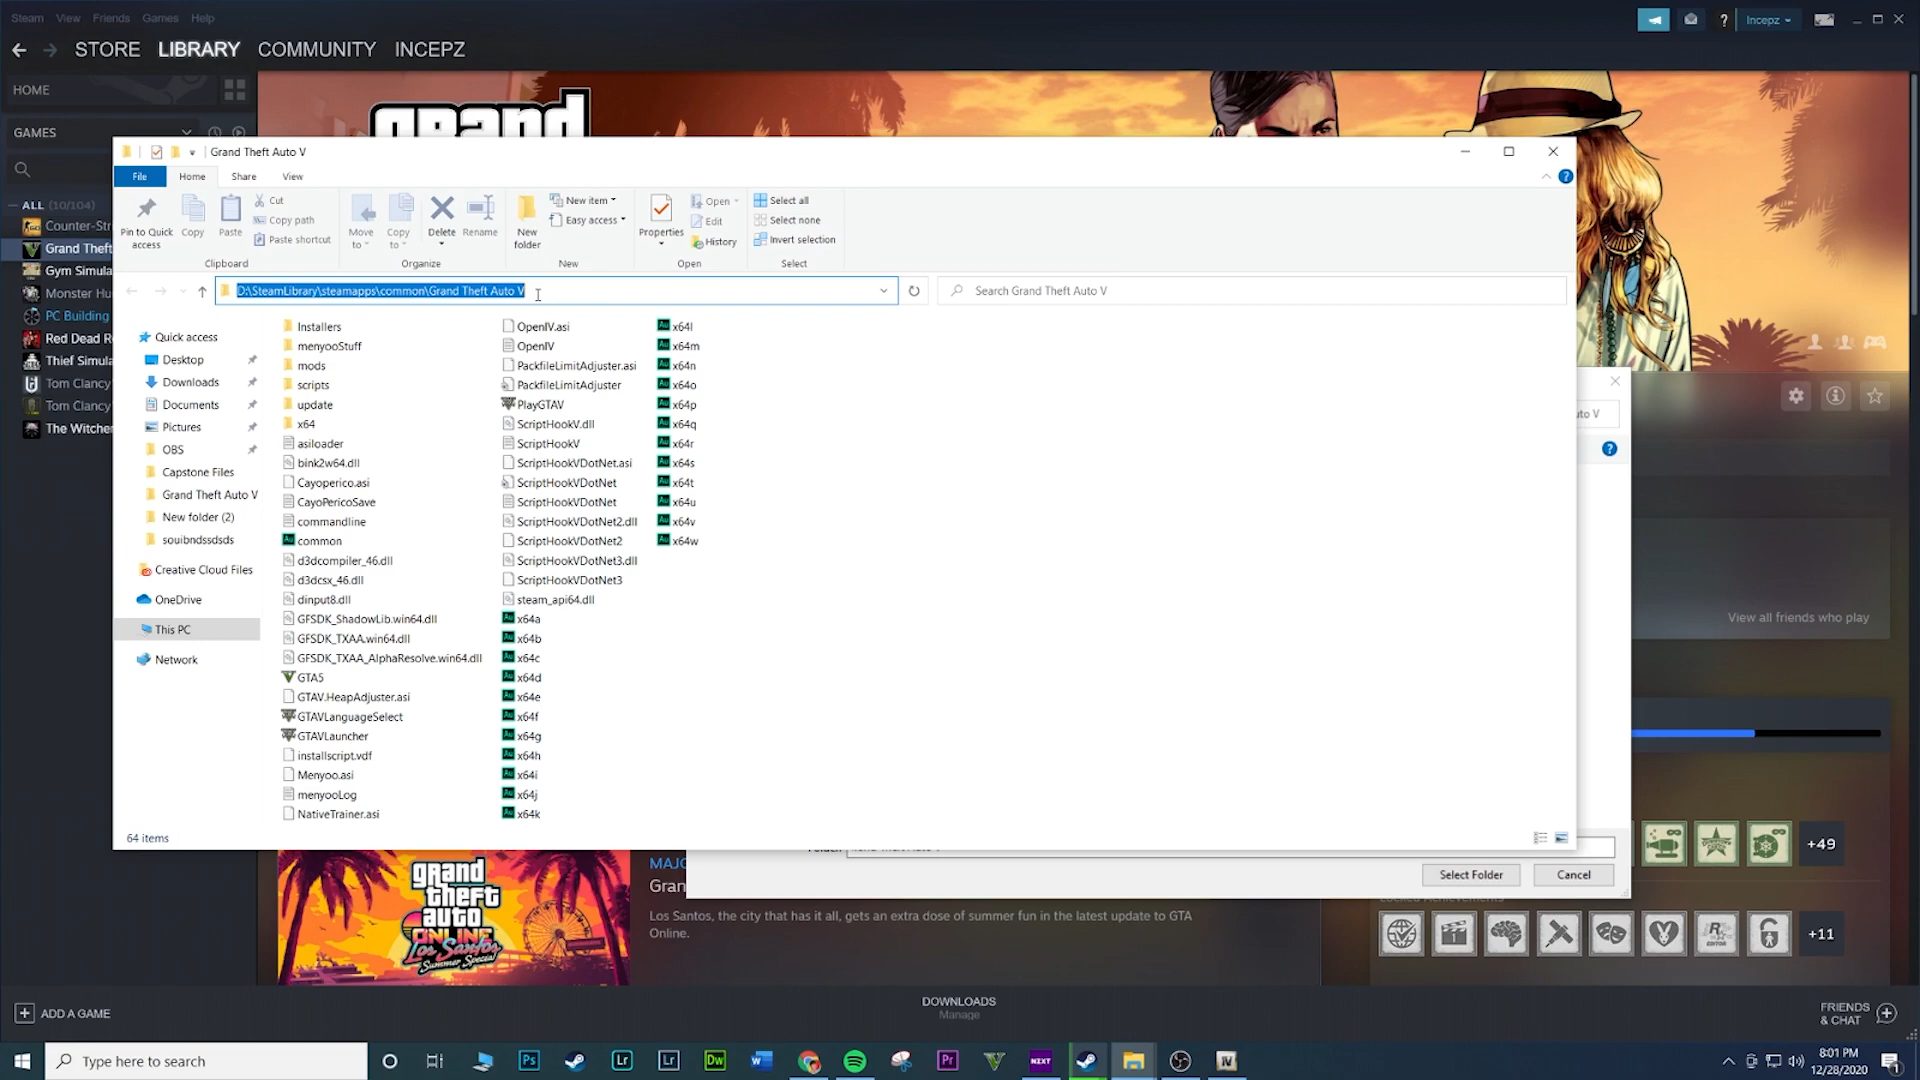 Steam View Friends Games Help
? Incepz
STORE LIBRARY COMMUNITY INCEPZ
HOME
GAMES
ALL (10/104)
Counter-Str
Grand Theft
Gym Simula
Monster Hu
PC Building
Red Dead R
Thief Simula
Tom Clancy'
Tom Clancy'
The Witcher
grand
Grand Theft Auto V
File Home Share View
Pin to Quick access
Copy
Paste
Cut
Copy path
Paste shortcut
Clipboard
Move to
Copy to
Delete
Rename
Organize
New folder
New item
Easy access
New
Properties
Open
Edit
History
Open
Select all
Select none
Invert selection
Select
D:\SteamLibrary\steamapps\common\Grand Theft Auto V
Search Grand Theft Auto V
Quick access
Desktop
Downloads
Documents
Pictures
OBS
Capstone Files
Grand Theft Auto V
New folder (2)
souibndssdsds
Creative Cloud Files
OneDrive
This PC
Network
Installers
menyooStuff
mods
scripts
update
x64
asiloader
bink2w64.dll
Cayoperico.asi
CayoPericoSave
commandline
common
d3dcompiler_46.dll
d3dcsx_46.dll
dinput8.dll
GFSDK_ShadowLib.win64.dll
GFSDK_TXAA.win64.dll
GFSDK_TXAA_AlphaResolve.win64.dll
GTA5
GTAV.HeapAdjuster.asi
GTAVLanguageSelect
GTAVLauncher
installscript.vdf
Menyoo.asi
menyooLog
NativeTrainer.asi
OpenIV.asi
OpenIV
PackfileLimitAdjuster.asi
PackfileLimitAdjuster
PlayGTAV
ScriptHookV.dll
ScriptHookV
ScriptHookVDotNet.asi
ScriptHookVDotNet
ScriptHookVDotNet
ScriptHookVDotNet2.dll
ScriptHookVDotNet2
ScriptHookVDotNet3.dll
ScriptHookVDotNet3
steam_api64.dll
x64a
x64b
x64c
x64d
x64e
x64f
x64g
x64h
x64i
x64j
x64k
x64l
x64m
x64n
x64o
x64p
x64q
x64r
x64s
x64t
x64u
x64v
x64w
64 items
uto V
View all friends who play
Select Folder Cancel
+49
+11
grand
theft
auto
ONLINE
Los Santos
Summer Special
MAJO
Gran
Los Santos, the city that has it all, gets an extra dose of summer fun in the latest update to GTA
Online.
ADD A GAME
DOWNLOADS
Manage
FRIENDS
& CHAT
Type here to search
Ps
Lr
Lr
Dw
W
Pr
NZXT
IV
8:01 PM
12/28/2020